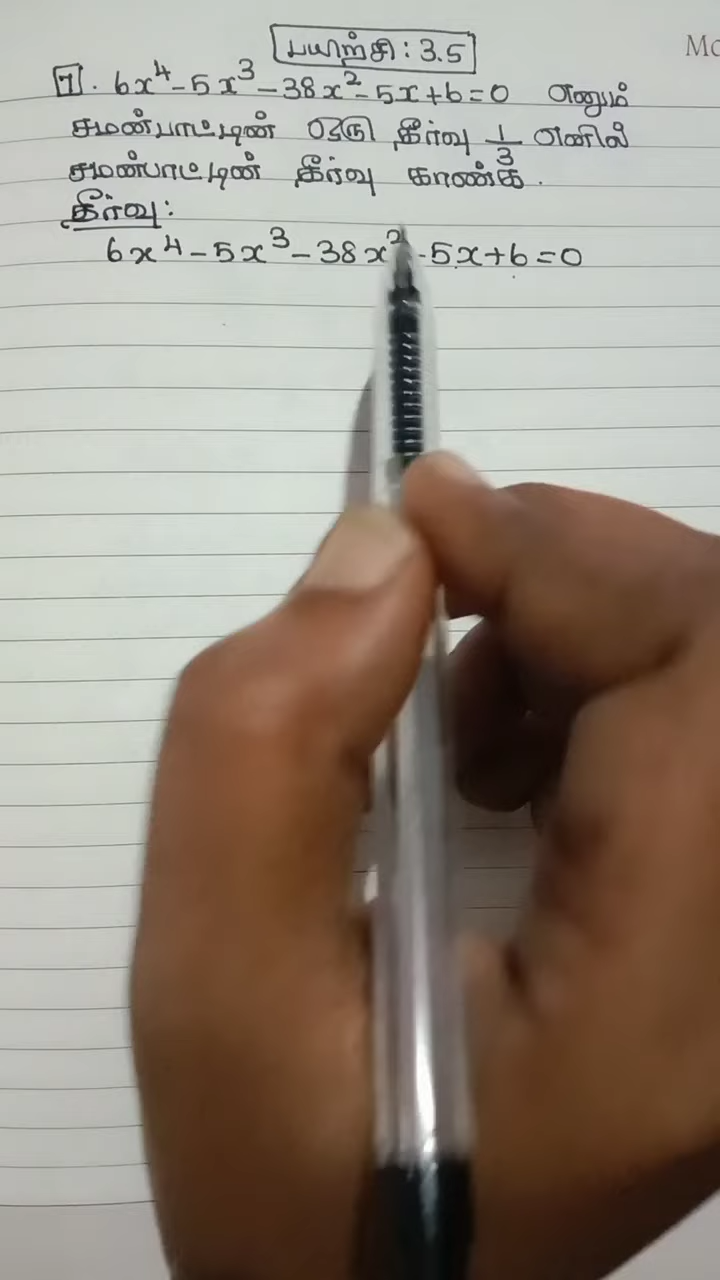 Mc
பயிற்சி : 3.5
7. 6x⁴ - 5x³ - 38x² - 5x + 6 = 0 எனும்
சமன்பாட்டின் ஒரு தீர்வு 1/3 எனில்
சமன்பாட்டின் தீர்வு காண்க.
தீர்வு :
6x⁴ - 5x³ - 38x² - 5x + 6 = 0